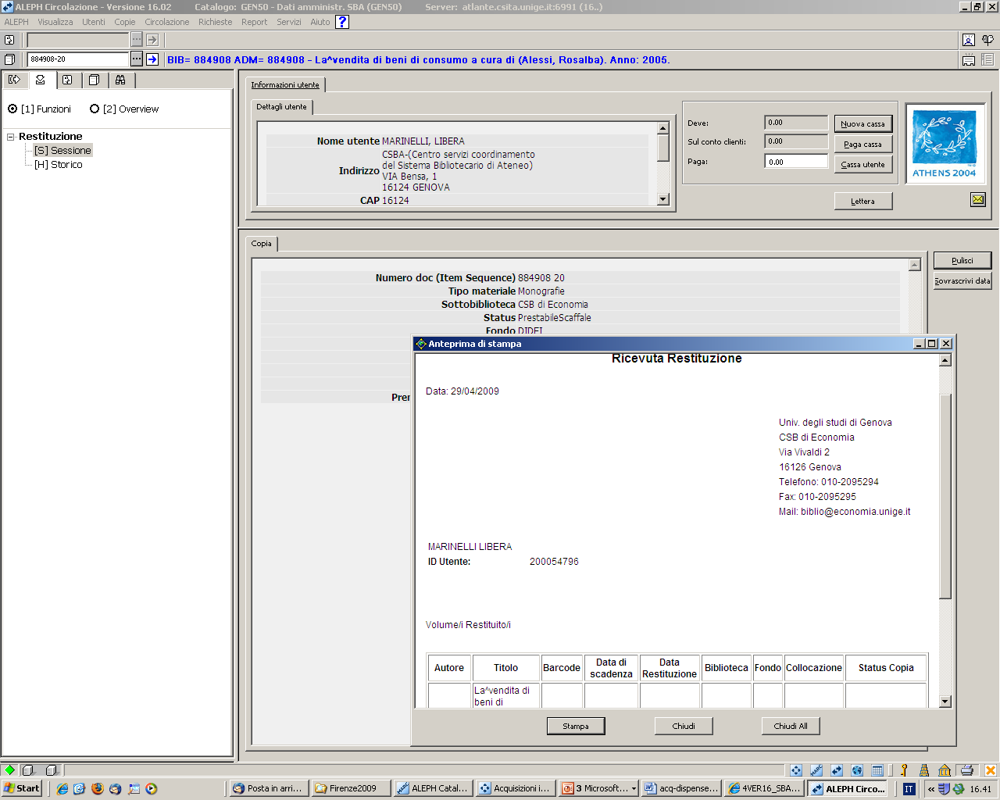 ALEPH Circolazione - Versione 16.02 Catalogo: GEN50 - Dati amministr. SBA (GEN50) Server: atlante.csita.unige.it:6991 (16..)
ALEPH Visualizza Utenti Copie Circolazione Richieste Report Servizi Aiuto ?
884908-20 BIB= 884908 ADM= 884908 - La^vendita di beni di consumo a cura di (Alessi, Rosalba). Anno: 2005.
[1] Funzioni [2] Overview
Restituzione
[S] Sessione
[H] Storico
Informazioni utente
Dettagli utente
Nome utente MARINELLI, LIBERA
Indirizzo CSBA-(Centro servizi coordinamento
del Sistema Bibliotecario di Ateneo)
VIA Bensa, 1
16124 GENOVA
CAP 16124
Deve: 0.00 Nuova cassa
Sul conto clienti: 0.00 Paga cassa
Paga: 0.00 Cassa utente
Lettera
ATHENS 2004
Copia
Numero doc (Item Sequence) 884908 20
Tipo materiale Monografie
Sottobiblioteca CSB di Economia
Status PrestabileScaffale
Fondo DIDEI
Prer
Pulisci
Sovrascrivi data
Anteprima di stampa
Ricevuta Restituzione
Data: 29/04/2009
Univ. degli studi di Genova
CSB di Economia
Via Vivaldi 2
16126 Genova
Telefono: 010-2095294
Fax: 010-2095295
Mail: biblio@economia.unige.it
MARINELLI LIBERA
ID Utente: 200054796
Volume/i Restituito/i
Autore Titolo Barcode Data di scadenza Data Restituzione Biblioteca Fondo Collocazione Status Copia
La^vendita di
beni di
Stampa Chiudi Chiudi All
Start Posta in arri... Firenze2009 ALEPH Catal... Acquisizioni i... 3 Microsoft... acq-dispense... 4VER16_SBA... ALEPH Circo... IT « 16.41